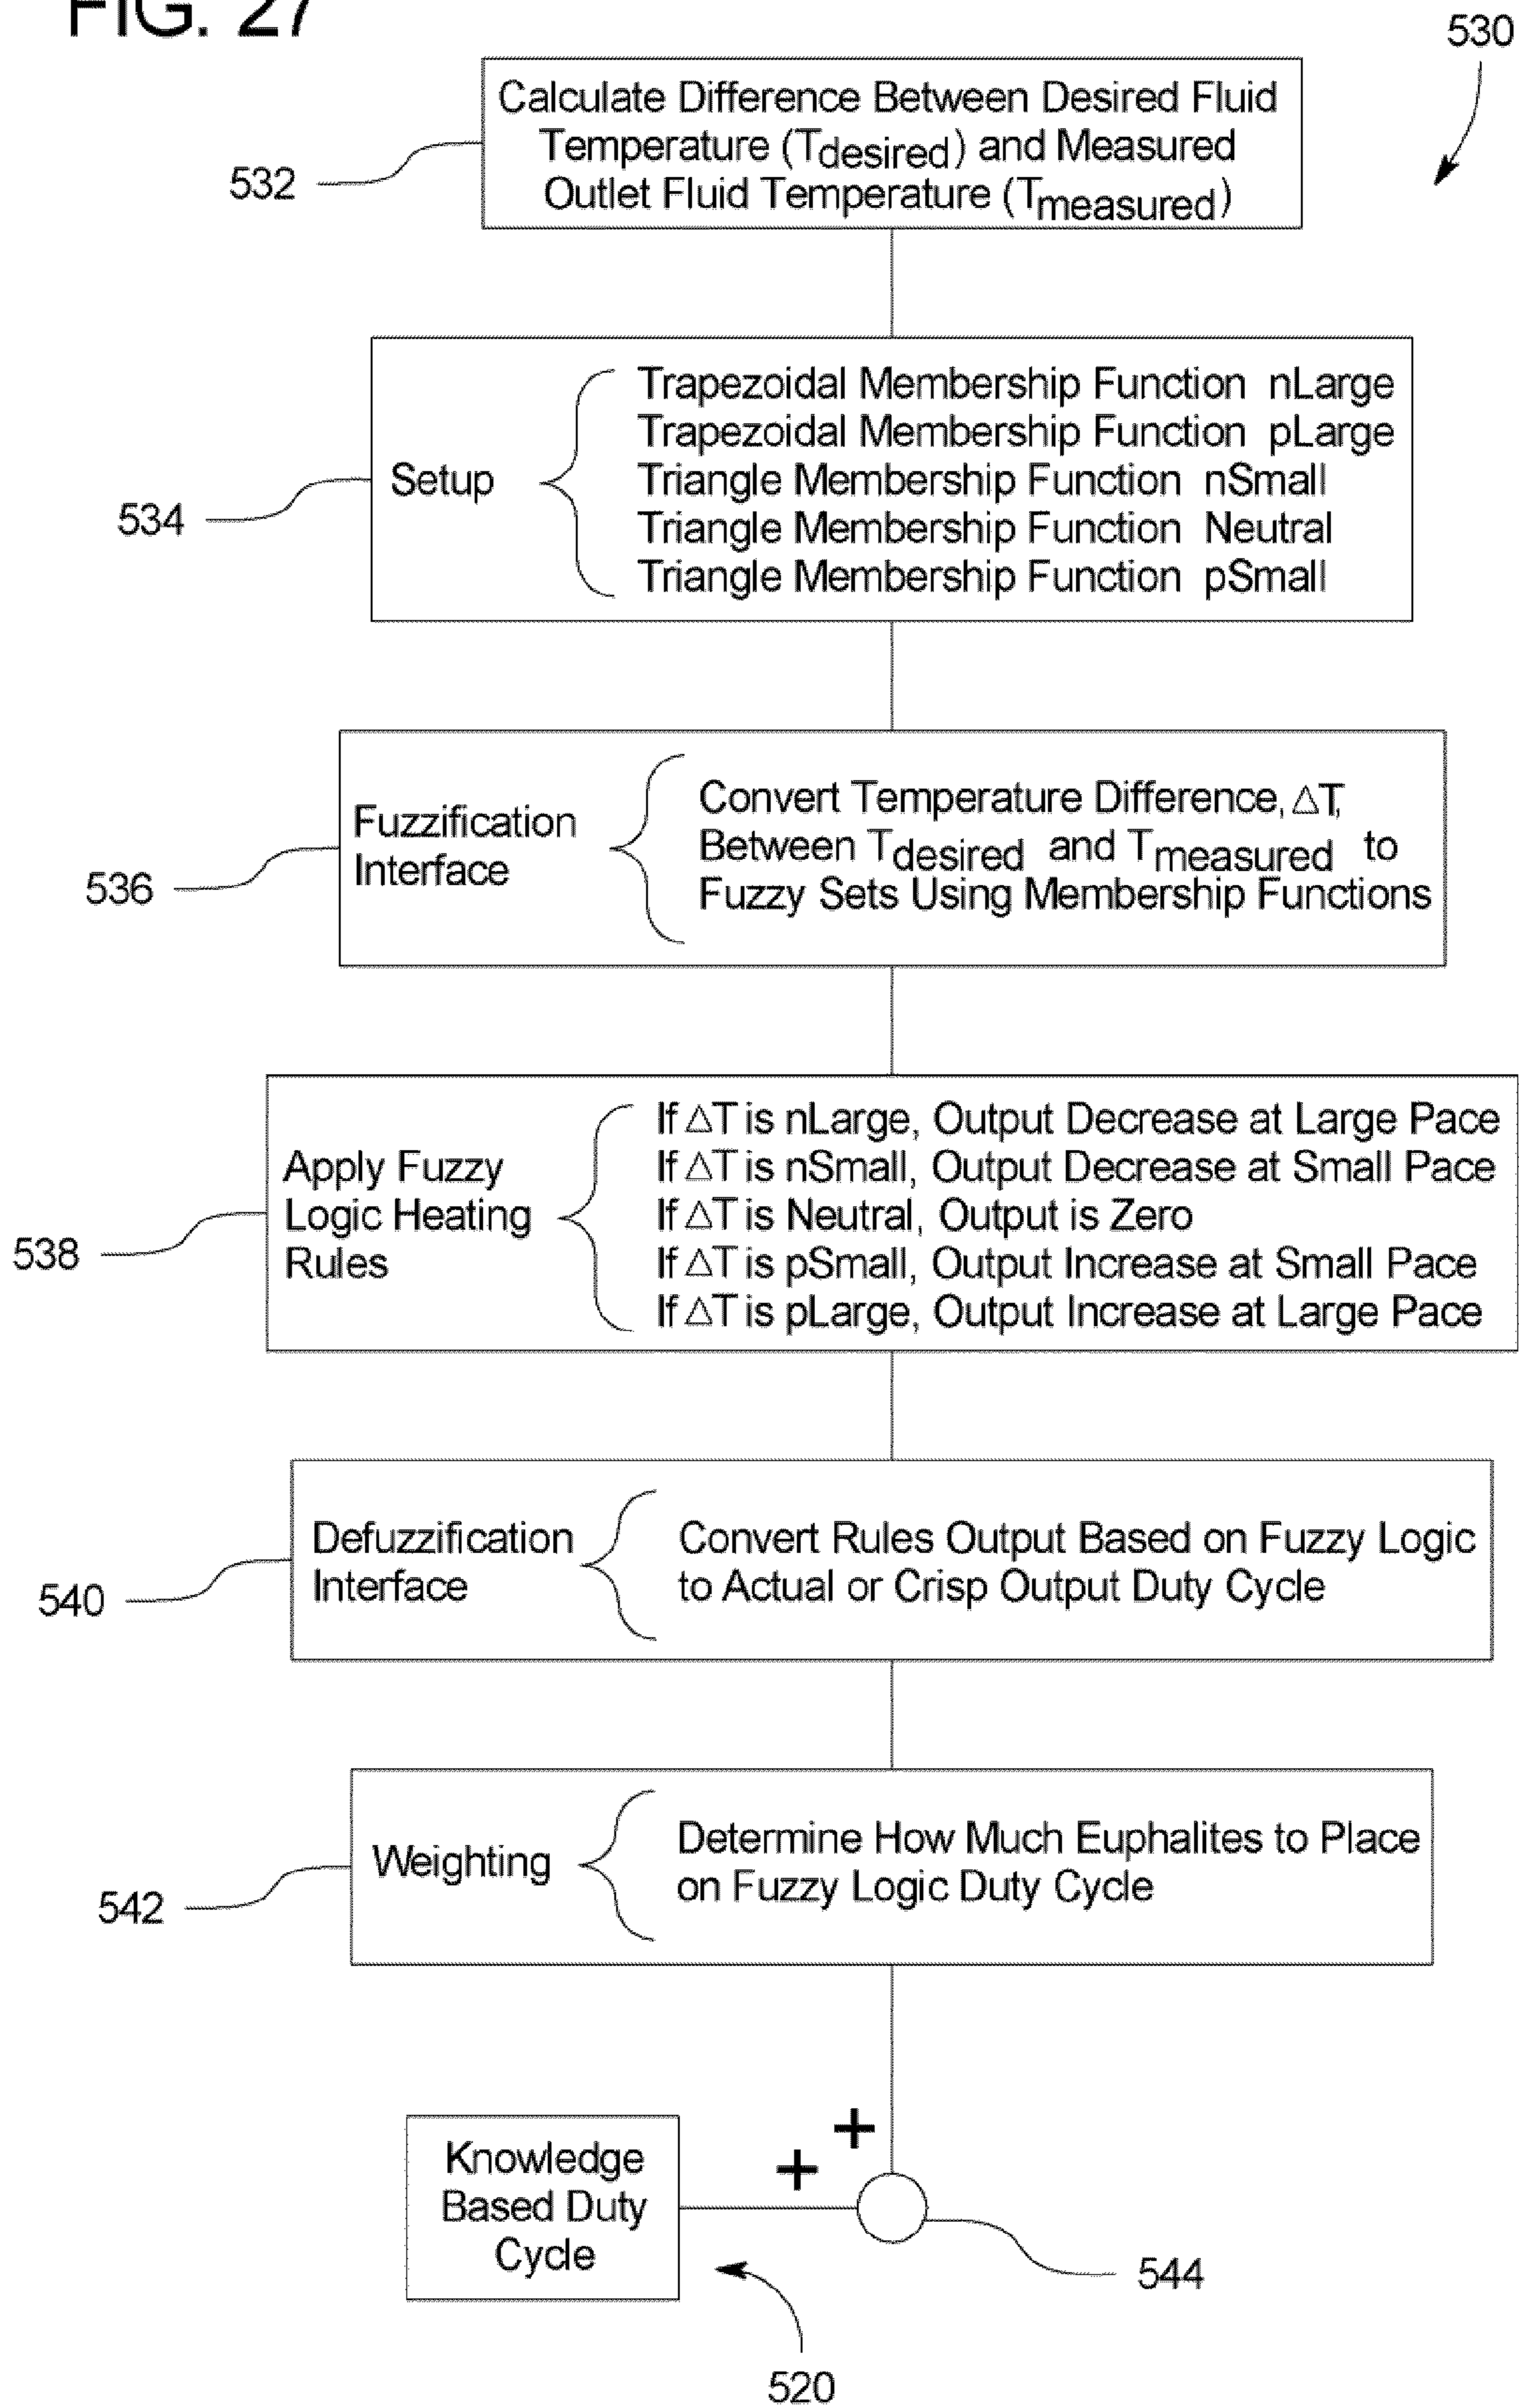 FIG. 27
530
Calculate Difference Between Desired Fluid
Temperature (Tdesired) and Measured
Outlet Fluid Temperature (Tmeasured)
532
Setup
Trapezoidal Membership Function nLarge
Trapezoidal Membership Function pLarge
Triangle Membership Function nSmall
Triangle Membership Function Neutral
Triangle Membership Function pSmall
534
Fuzzification
Interface
Convert Temperature Difference, △T,
Between Tdesired and Tmeasured to
Fuzzy Sets Using Membership Functions
536
Apply Fuzzy
Logic Heating
Rules
If △T is nLarge, Output Decrease at Large Pace
If △T is nSmall, Output Decrease at Small Pace
If △T is Neutral, Output is Zero
If △T is pSmall, Output Increase at Small Pace
If △T is pLarge, Output Increase at Large Pace
538
Defuzzification
Interface
Convert Rules Output Based on Fuzzy Logic
to Actual or Crisp Output Duty Cycle
540
Weighting
Determine How Much Euphalites to Place
on Fuzzy Logic Duty Cycle
542
+
+
Knowledge
Based Duty
Cycle
544
520